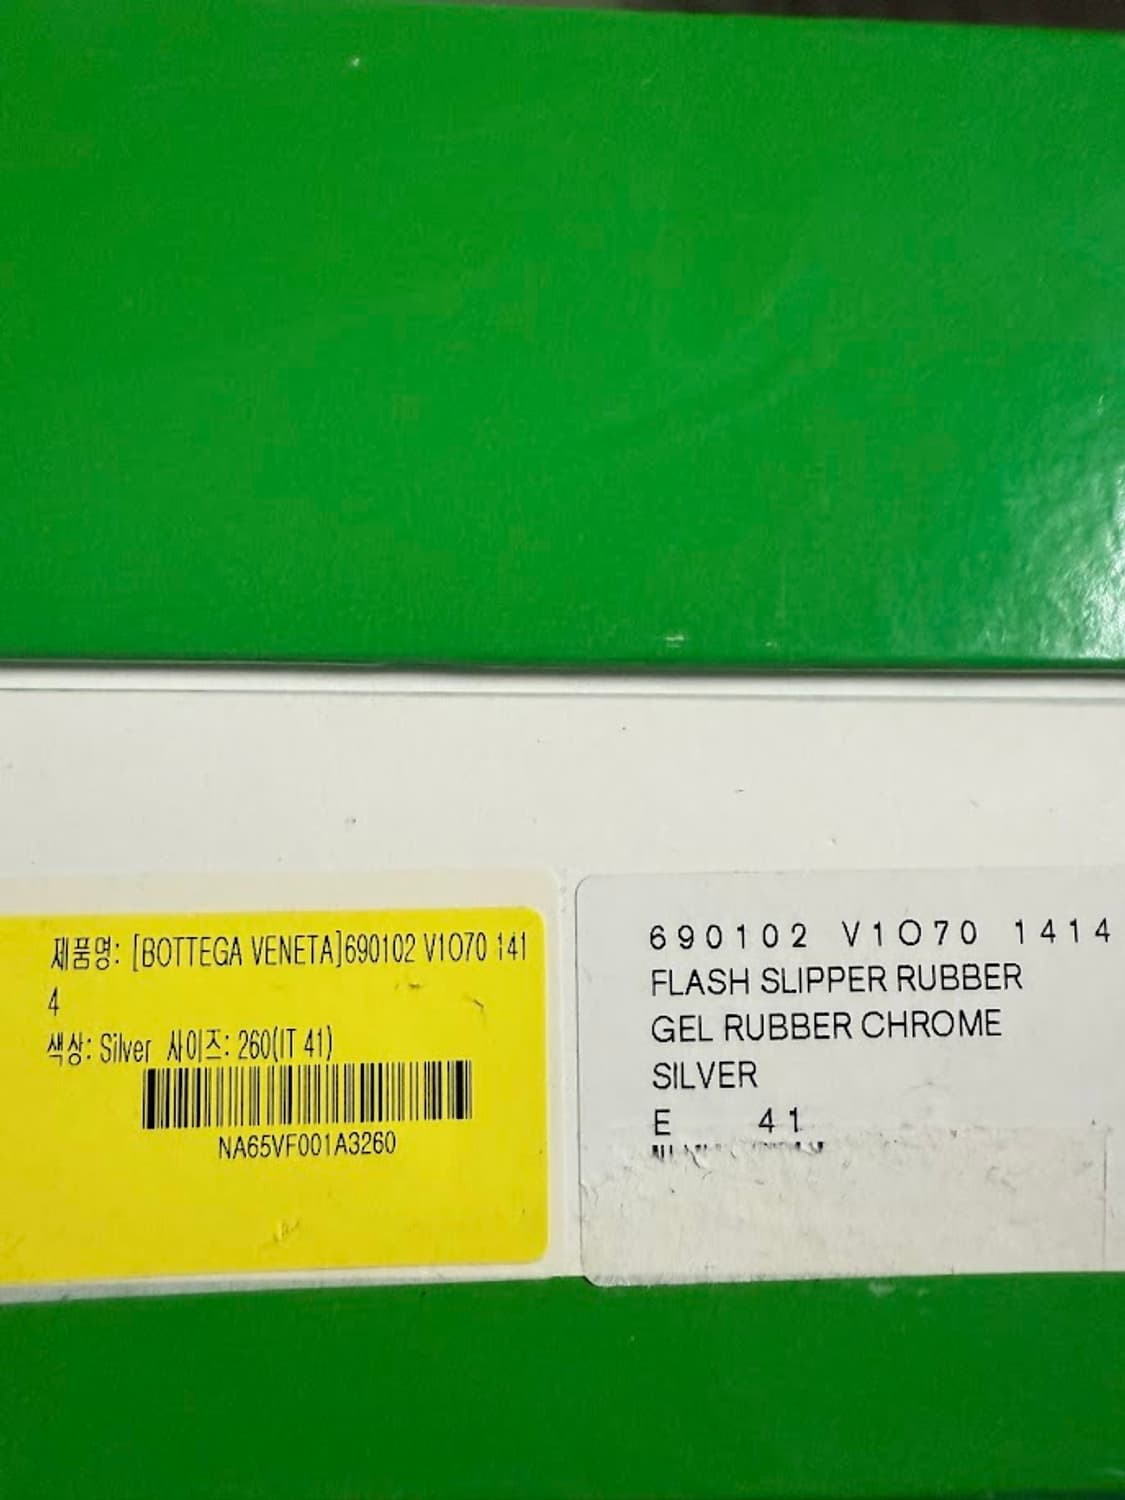 제품명: [BOTTEGA VENETA]690102 V1O70 141
4
색상: Silver 사이즈: 260(IT 41)
NA65VF001A3260
690102 V1O70 1414
FLASH SLIPPER RUBBER
GEL RUBBER CHROME
SILVER
E 41